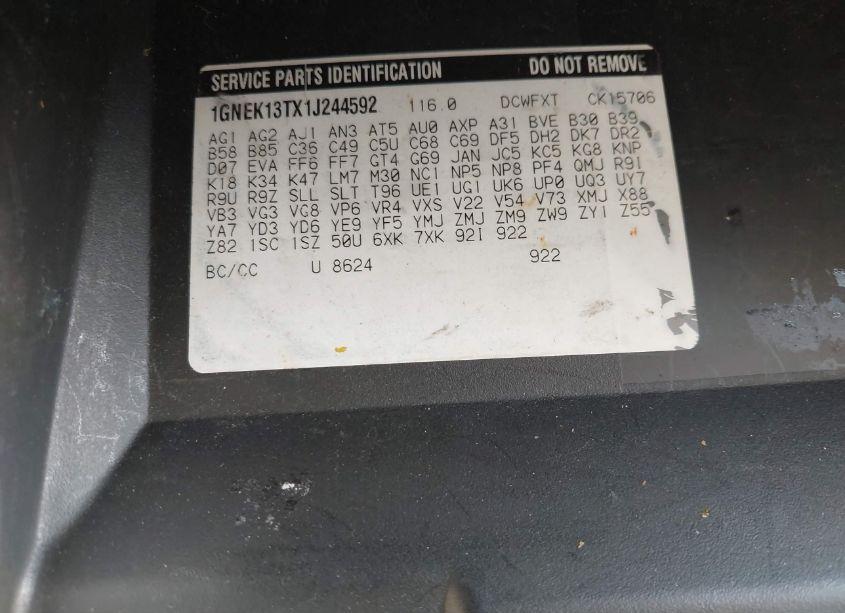 SERVICE PARTS IDENTIFICATION DO NOT REMOVE
1GNEK13TX1J244592 116.0 DCWFXT CK15706
AG1 AG2 AJ1 AN3 AT5 AU0 AXP A31 BVE B30 B39
B58 B85 C36 C49 C5U C68 C69 DF5 DH2 DK7 DR2
D07 EVA FF6 FF7 GT4 G69 JAN JC5 KC5 KG8 KNP
K18 K34 K47 LM7 M30 NC1 NP5 NP8 PF4 QMJ R9I
R9U R9Z SLL SLT T96 UE1 UG1 UK6 UP0 UQ3 UY7
VB3 VG3 VG8 VP6 VR4 VXS V22 V54 V73 XMJ X88
YA7 YD3 YD6 YE9 YF5 YMJ ZMJ ZM9 ZW9 ZY1 Z55
Z82 1SC 1SZ 50U 6XK 7XK 92I 922
BC/CC U 8624 922